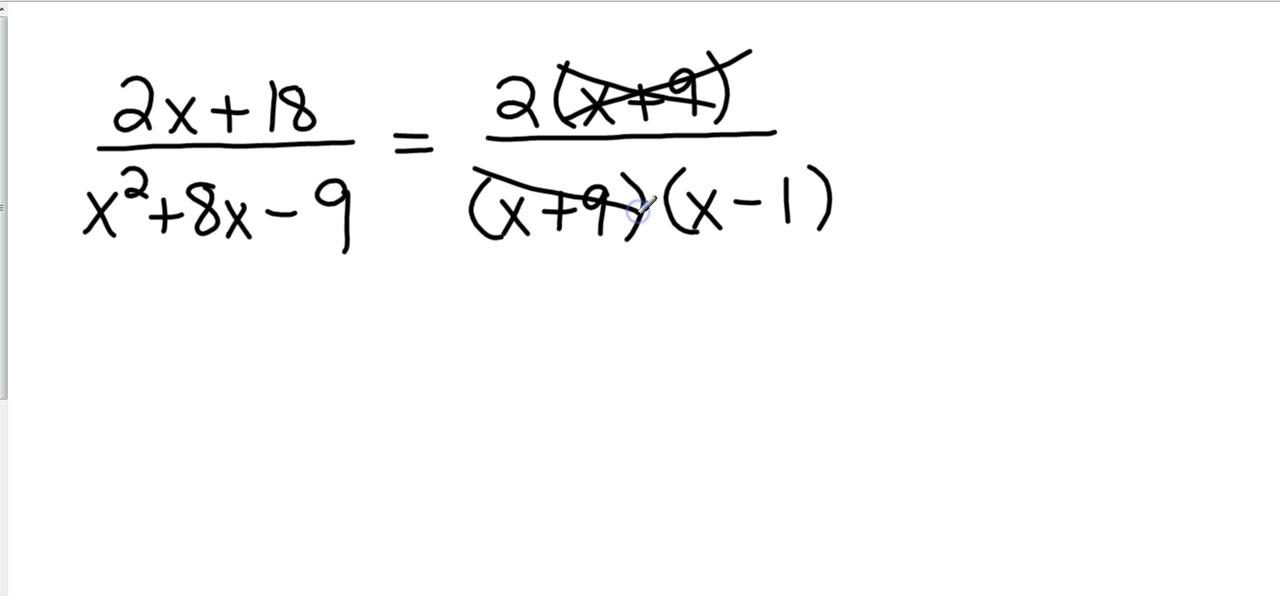 2x+18 = 2(x+9)
x²+8x-9 (x+9)(x-1)